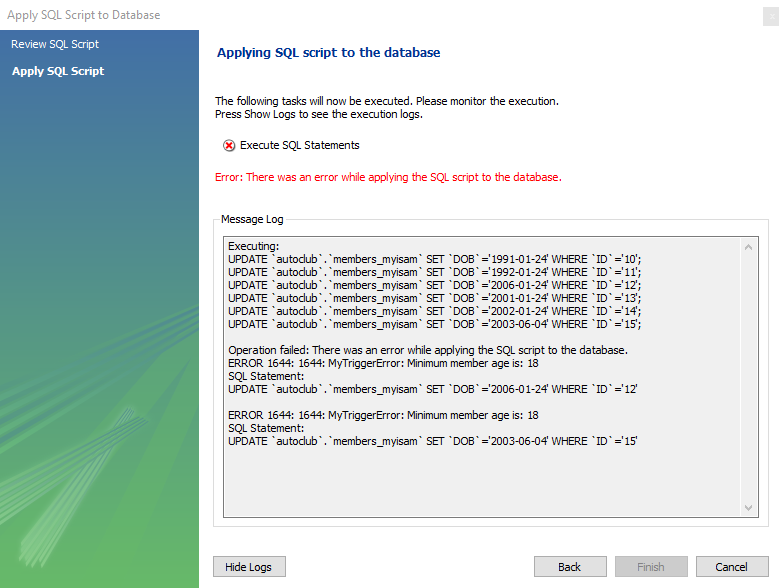 Apply SQL Script to Database
Review SQL Script
Apply SQL Script
Applying SQL script to the database
The following tasks will now be executed. Please monitor the execution.
Press Show Logs to see the execution logs.
Execute SQL Statements
Error: There was an error while applying the SQL script to the database.
Message Log
Executing:
UPDATE `autoclub`.`members_myisam` SET `DOB`='1991-01-24' WHERE `ID`='10';
UPDATE `autoclub`.`members_myisam` SET `DOB`='1992-01-24' WHERE `ID`='11';
UPDATE `autoclub`.`members_myisam` SET `DOB`='2006-01-24' WHERE `ID`='12';
UPDATE `autoclub`.`members_myisam` SET `DOB`='2001-01-24' WHERE `ID`='13';
UPDATE `autoclub`.`members_myisam` SET `DOB`='2002-01-24' WHERE `ID`='14';
UPDATE `autoclub`.`members_myisam` SET `DOB`='2003-06-04' WHERE `ID`='15';
Operation failed: There was an error while applying the SQL script to the database.
ERROR 1644: 1644: MyTriggerError: Minimum member age is: 18
SQL Statement:
UPDATE `autoclub`.`members_myisam` SET `DOB`='2006-01-24' WHERE `ID`='12'
ERROR 1644: 1644: MyTriggerError: Minimum member age is: 18
SQL Statement:
UPDATE `autoclub`.`members_myisam` SET `DOB`='2003-06-04' WHERE `ID`='15'
Hide Logs
Back
Finish
Cancel